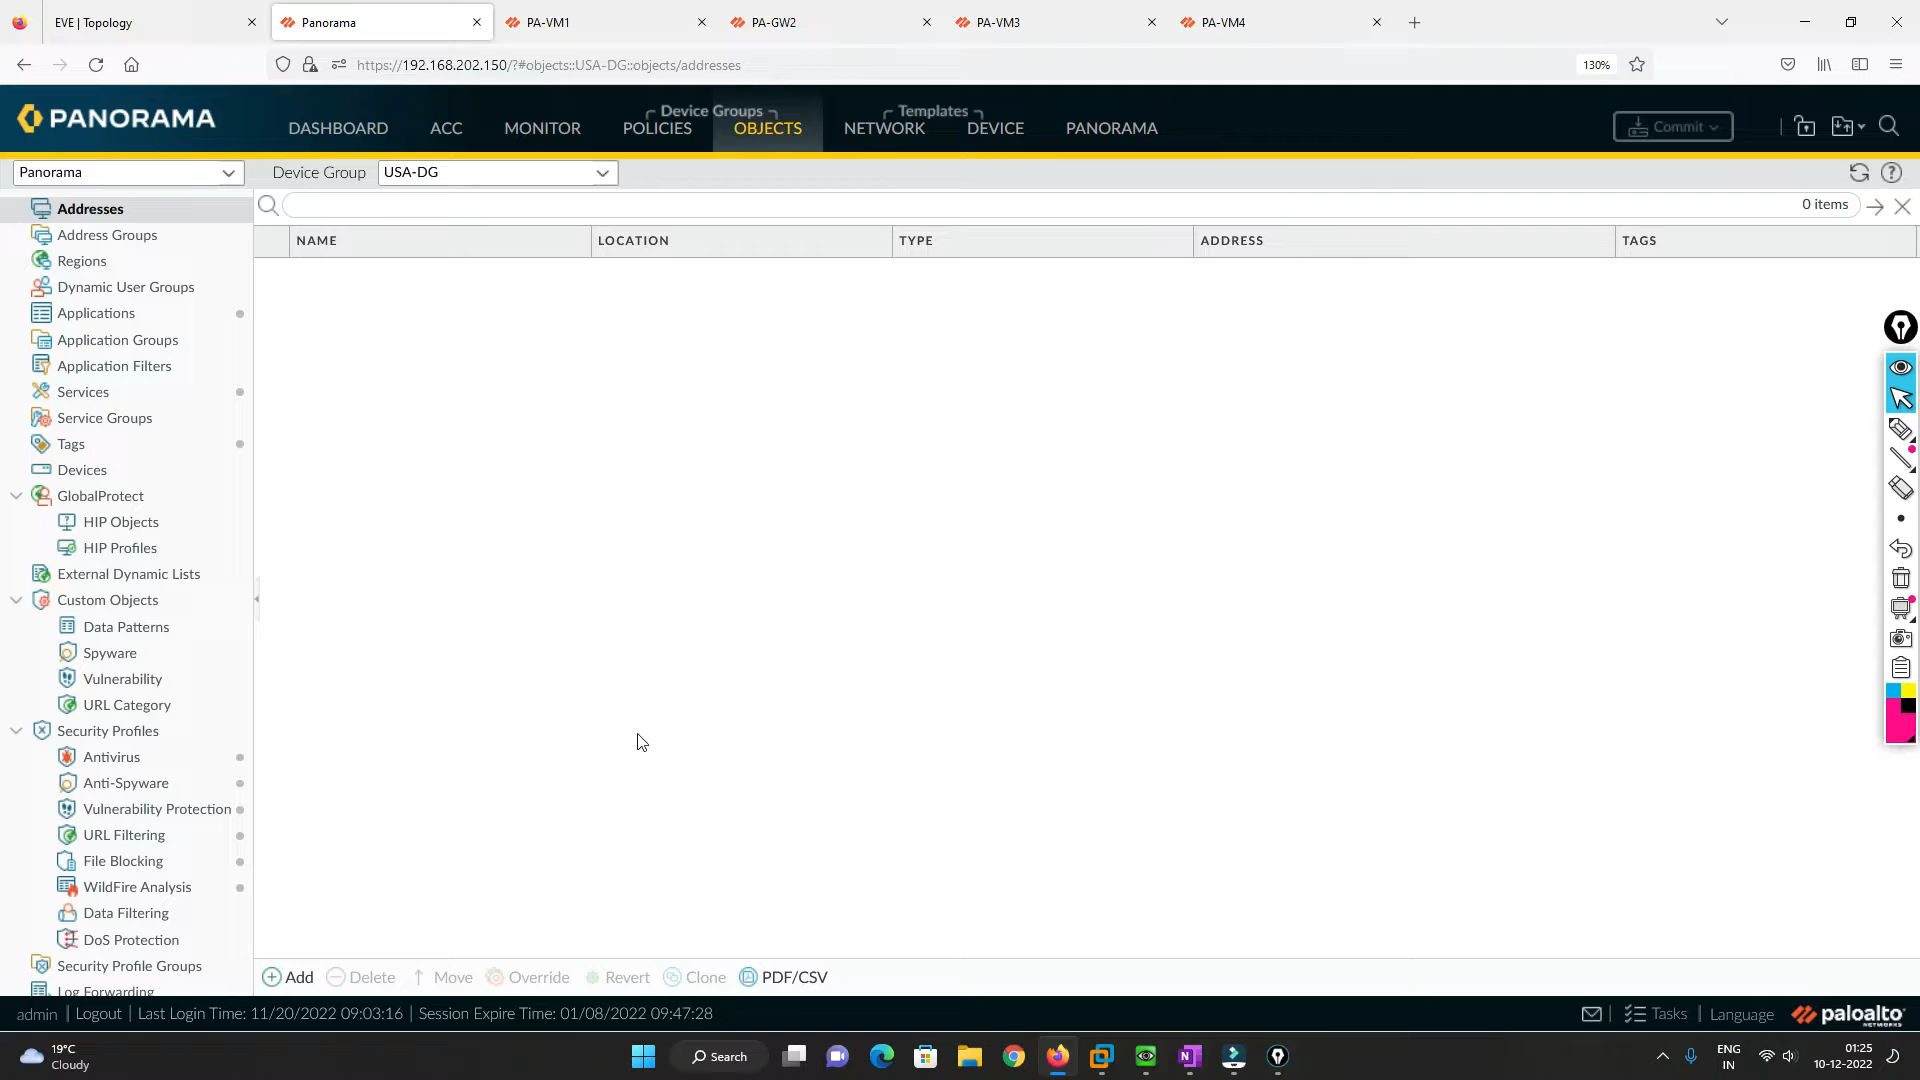 EVE | Topology
Panorama
PA-VM1
PA-GW2
PA-VM3
PA-VM4
https://192.168.202.150/?#objects::USA-DG::objects/addresses
130%
PANORAMA
DASHBOARD
ACC
MONITOR
Device Groups
POLICIES
OBJECTS
Templates
NETWORK
DEVICE
PANORAMA
Commit
Panorama
Device Group
USA-DG
Addresses
Address Groups
Regions
Dynamic User Groups
Applications
Application Groups
Application Filters
Services
Service Groups
Tags
Devices
GlobalProtect
HIP Objects
HIP Profiles
External Dynamic Lists
Custom Objects
Data Patterns
Spyware
Vulnerability
URL Category
Security Profiles
Antivirus
Anti-Spyware
Vulnerability Protection
URL Filtering
File Blocking
WildFire Analysis
Data Filtering
DoS Protection
Security Profile Groups
Log Forwarding
0 items
NAME
LOCATION
TYPE
ADDRESS
TAGS
Add
Delete
Move
Override
Revert
Clone
PDF/CSV
admin | Logout | Last Login Time: 11/20/2022 09:03:16 | Session Expire Time: 01/08/2022 09:47:28
Tasks | Language
paloalto
NETWORKS
19°C
Cloudy
Search
ENG
IN
01:25
10-12-2022